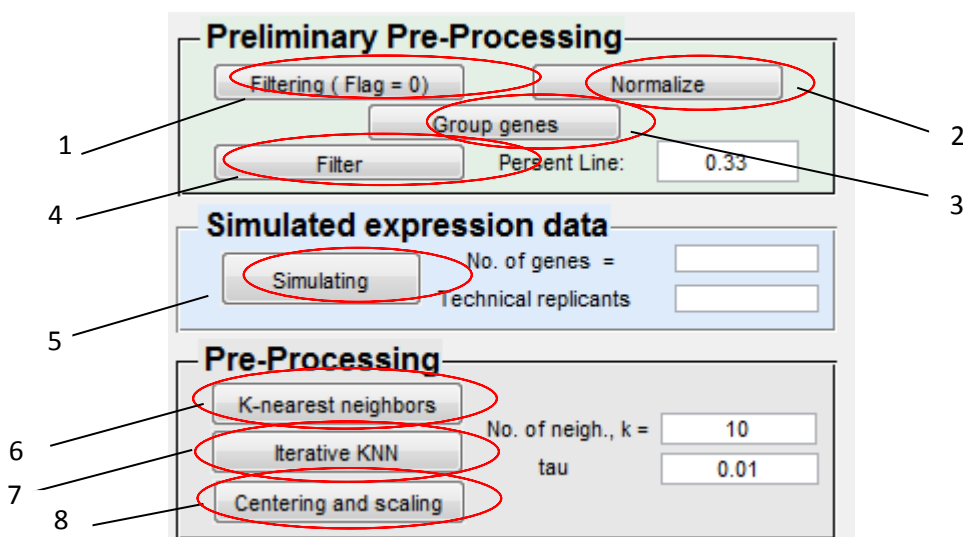 Preliminary Pre-Processing
Filtering ( Flag = 0)
Normalize
1
2
Group genes
Filter
Persent Line:
0.33
3
4
Simulated expression data
Simulating
No. of genes =
Technical replicants
5
Pre-Processing
K-nearest neighbors
6
No. of neigh., k =
10
Iterative KNN
tau
0.01
7
Centering and scaling
8